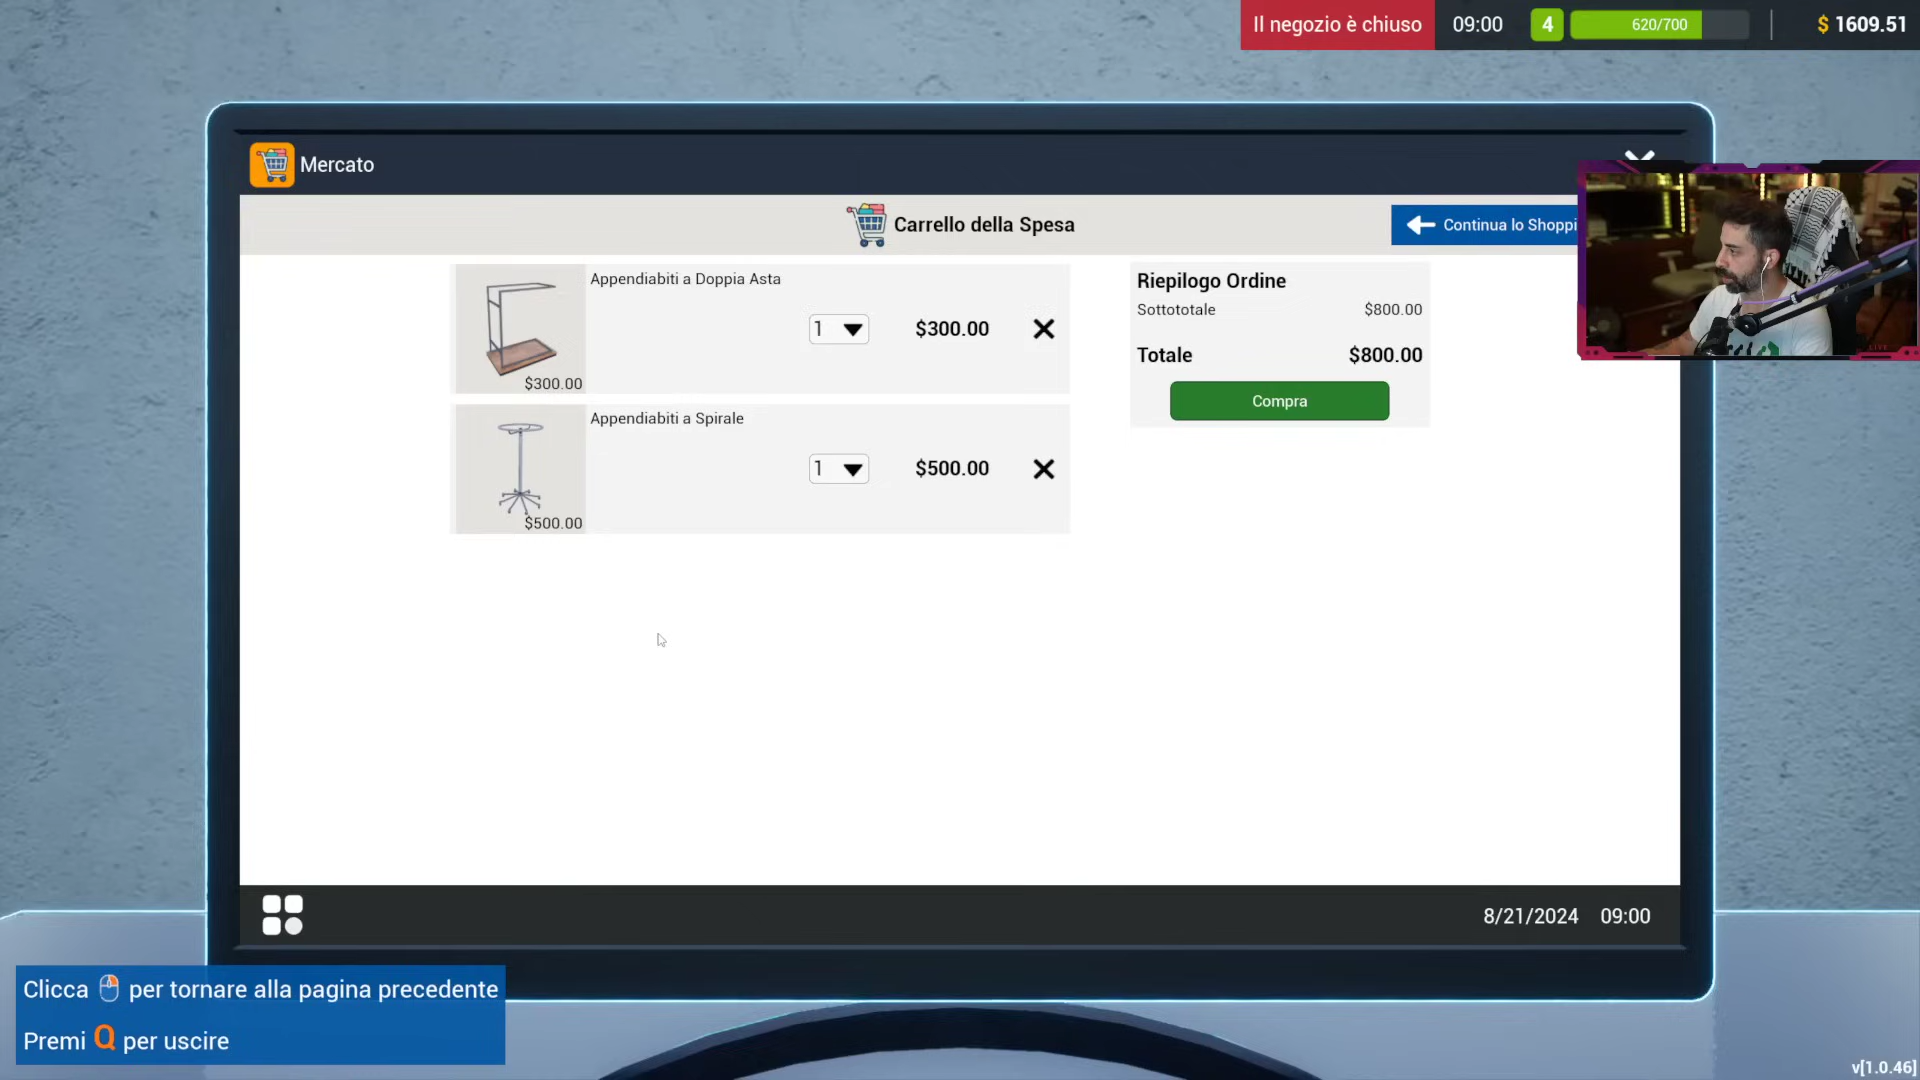 Il negozio è chiuso
09:00
4
620/700
$ 1609.51
Mercato
Carrello della Spesa
Continua lo Shoppi
Appendiabiti a Doppia Asta
1
$300.00
$300.00
Appendiabiti a Spirale
1
$500.00
$500.00
Riepilogo Ordine
Sottototale $800.00
Totale $800.00
Compra
LIVE
8/21/2024 09:00
Clicca per tornare alla pagina precedente
Premi Q per uscire
v[1.0.46]